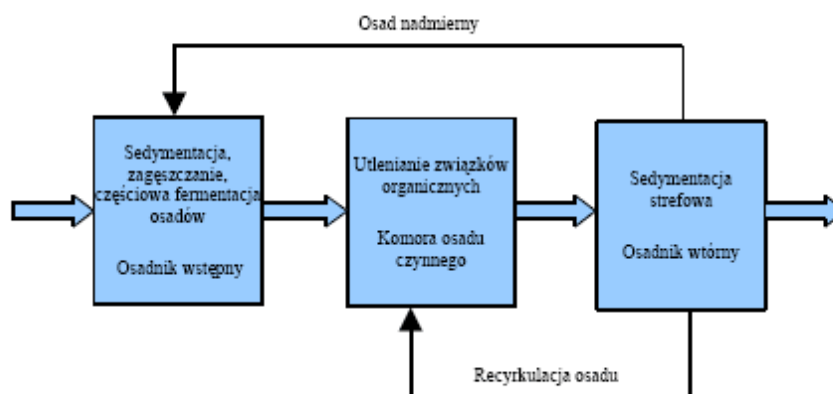 Osad nadmierny
Sedymentacja,
zagęszczanie,
częściowa fermentacja
osadów
Osadnik wstępny
Utlenianie związków
organicznych
Komora osadu
czynnego
Sedymentacja
strefowa
Osadnik wtórny
Recyrkulacja osadu